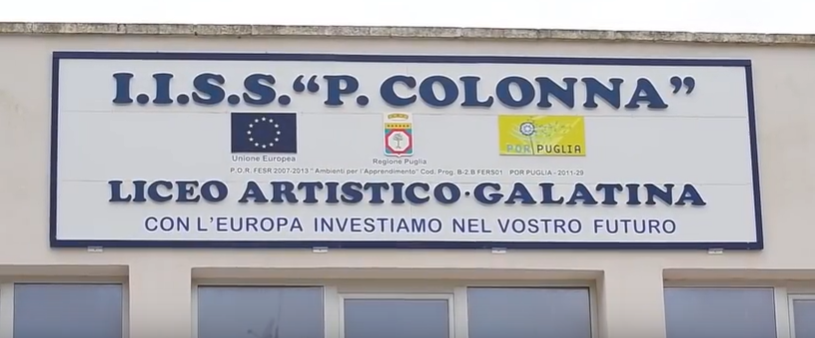 I.I.S.S. “P. COLONNA”
Unione Europea
Regione Puglia
POR PUGLIA
P.O.R. FESR 2007-2013 "Ambienti per l'Apprendimento" Cod. Prog. B-2.B FERS01 POR PUGLIA - 2011-29
LICEO ARTISTICO·GALATINA
CON L'EUROPA INVESTIAMO NEL VOSTRO FUTURO